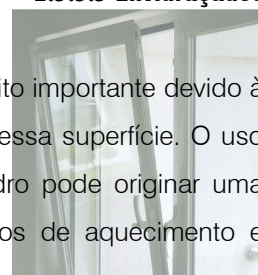 ito importante devido à
essa superfície. O uso
dro pode originar uma
os de aquecimento e